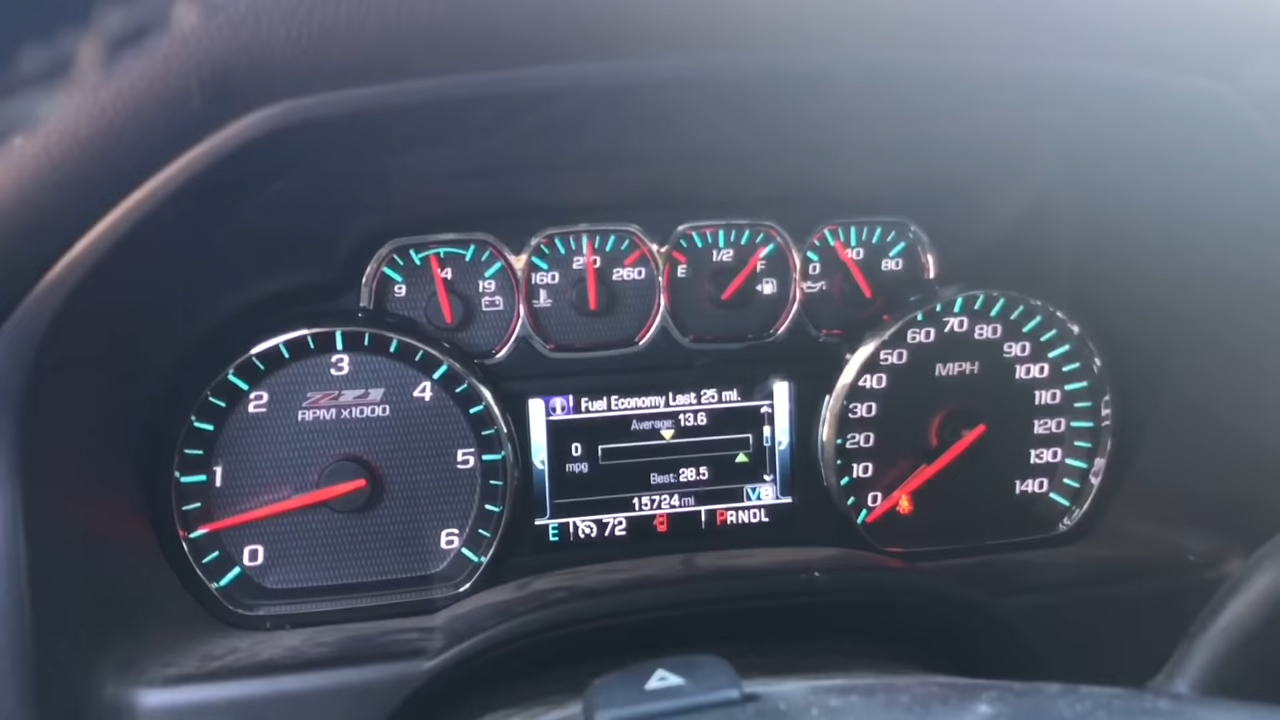 9 14 19
160 210 260
E 1/2 F
0 40 80
0 1 2 3 4 5 6
Z71
RPM x1000
Fuel Economy Last 25 mi.
Average: 13.6
0
mpg
Best: 28.5
15724 mi
V8
E 72 PRNDL
0 10 20 30 40 50 60 70 80 90 100 110 120 130 140
MPH